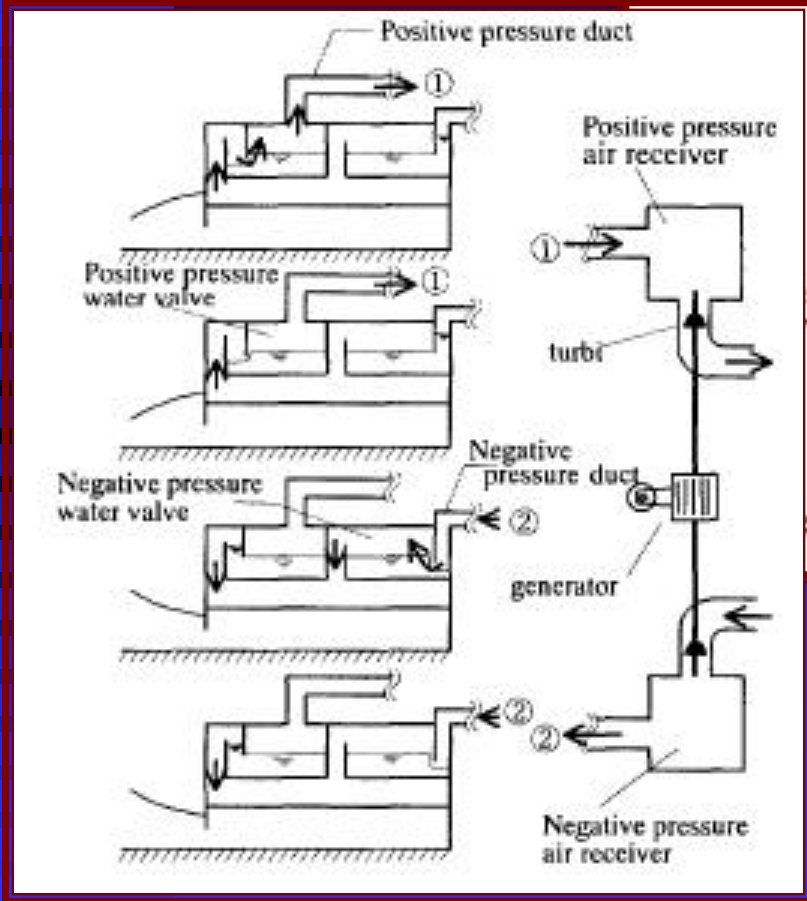 Positive pressure duct
①
Positive pressure
air receiver
①
Positive pressure
water valve
①
turbi
Negative
pressure duct
Negative pressure
water valve
②
generator
②
②
Negative pressure
air receiver